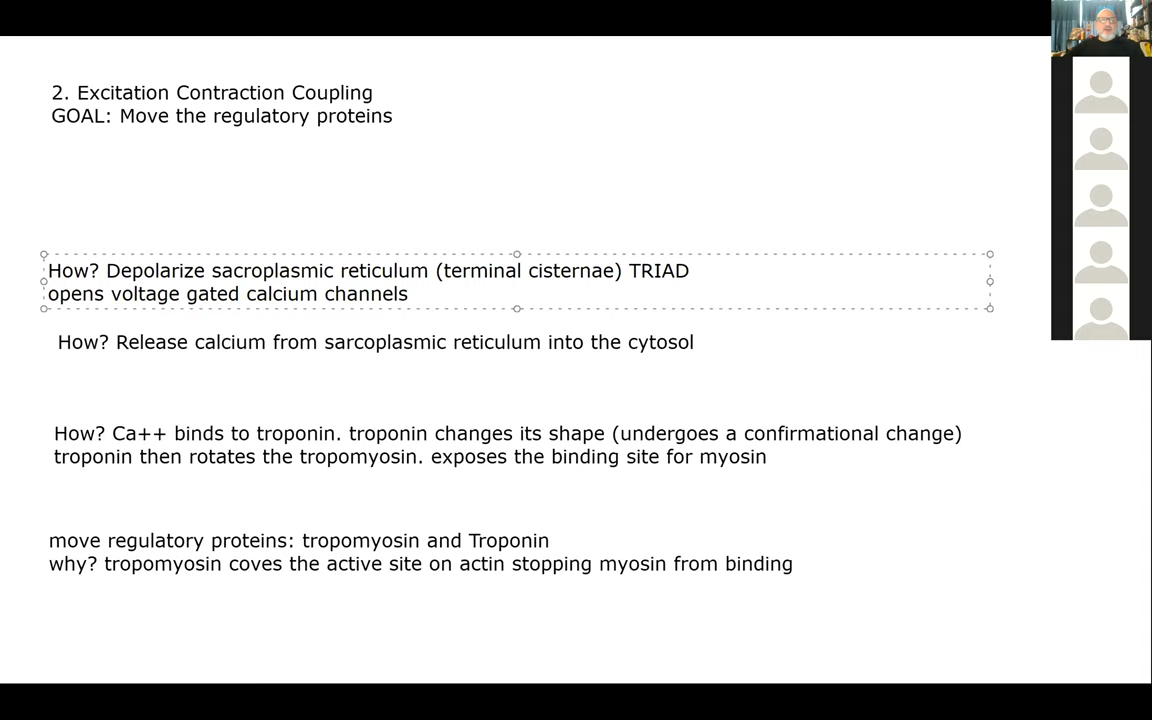 2. Excitation Contraction Coupling
GOAL: Move the regulatory proteins
How? Depolarize sacroplasmic reticulum (terminal cisternae) TRIAD
opens voltage gated calcium channels
How? Release calcium from sarcoplasmic reticulum into the cytosol
How? Ca++ binds to troponin. troponin changes its shape (undergoes a confirmational change)
troponin then rotates the tropomyosin. exposes the binding site for myosin
move regulatory proteins: tropomyosin and Troponin
why? tropomyosin coves the active site on actin stopping myosin from binding